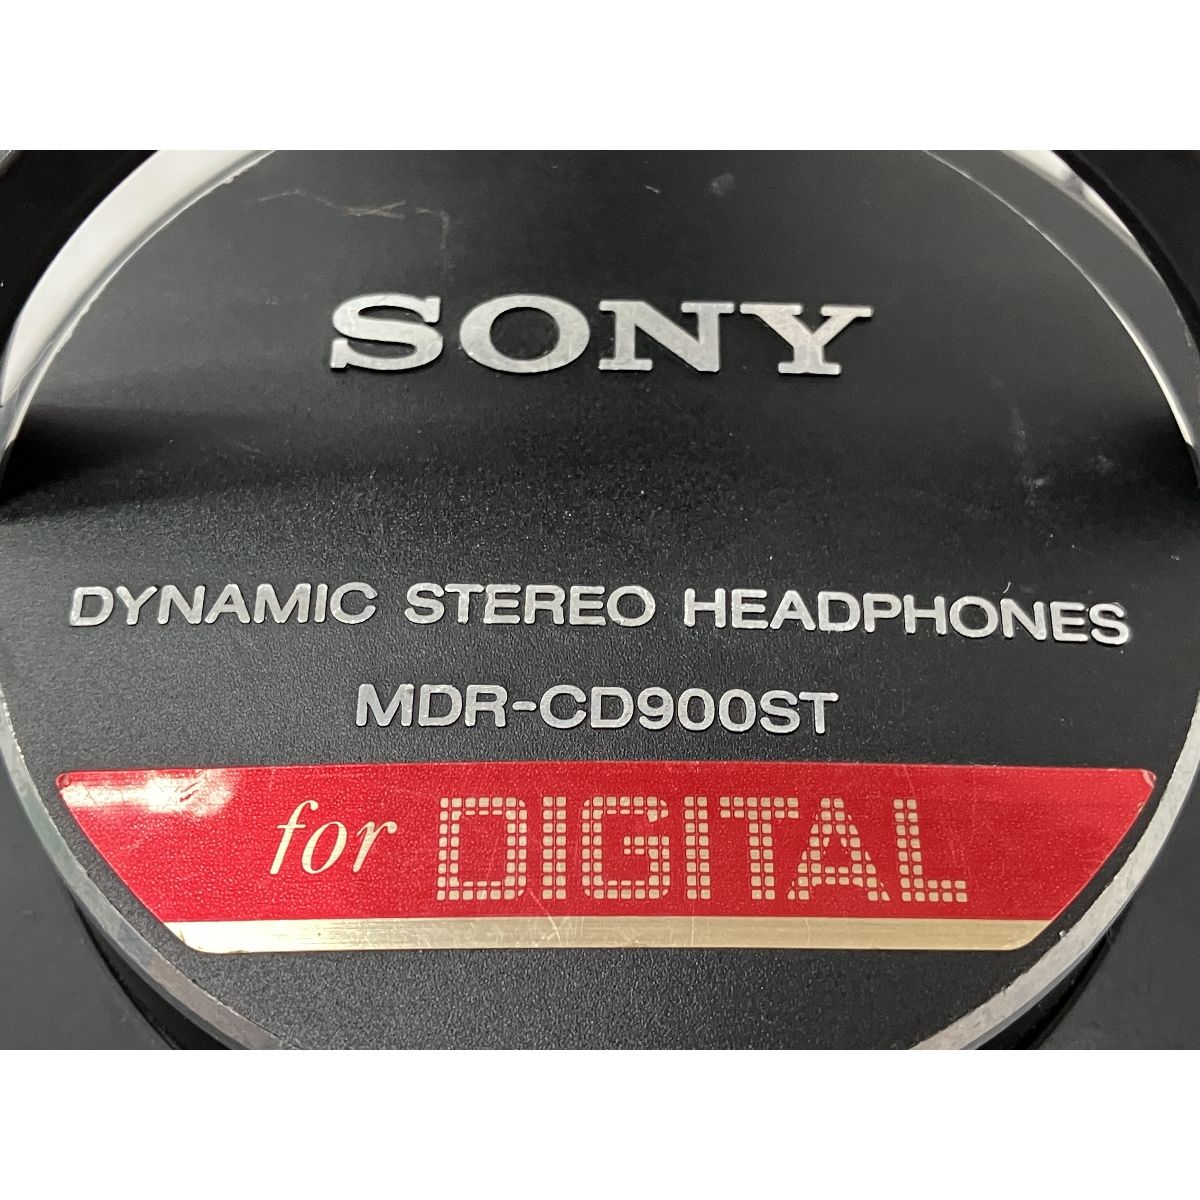 SONY
DYNAMIC STEREO HEADPHONES
MDR-CD900ST
for DIGITAL